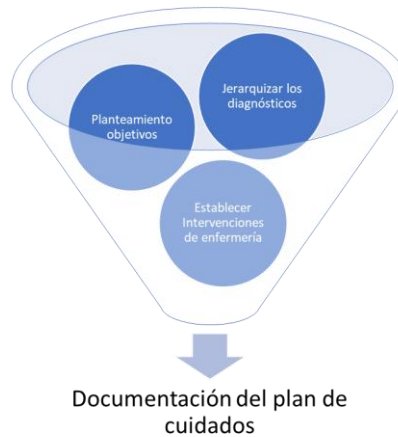 Jerarquizar los
diagnósticos
Planteamiento
objetivos
Establecer
Intervenciones
de enfermería
Documentación del plan de
cuidados